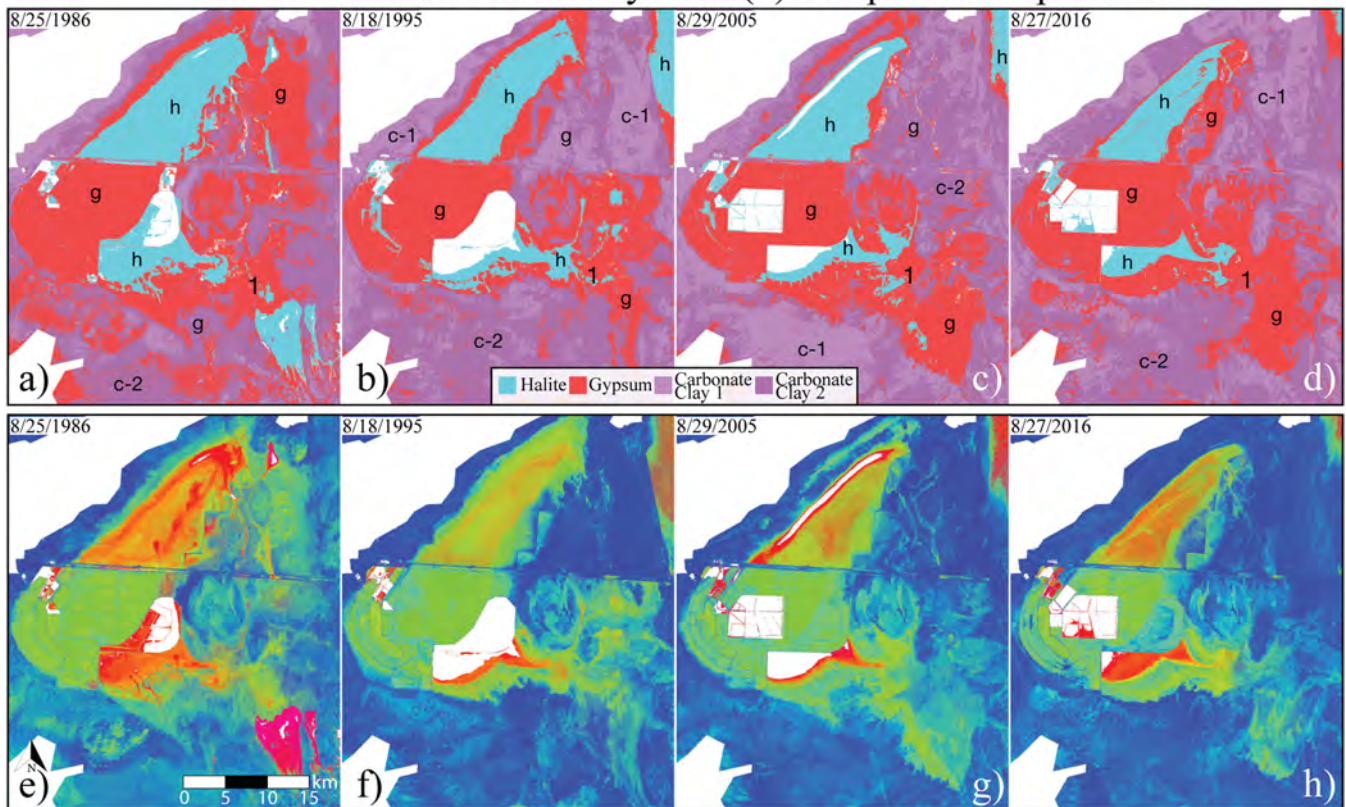 8/25/1986
8/18/1995
8/29/2005
8/27/2016
h
g
g
h
1
g
c-2
a)
h
h
c-1
c-1
g
g
h
1
g
c-2
b)
h
h
g
c-2
h
1
g
c-1
c)
h
h
c-1
g
g
h
1
g
c-2
d)
Halite
Gypsum
Carbonate
Clay 1
Carbonate
Clay 2
8/25/1986
8/18/1995
8/29/2005
8/27/2016
N
km
0 5 10 15
e)
f)
g)
h)